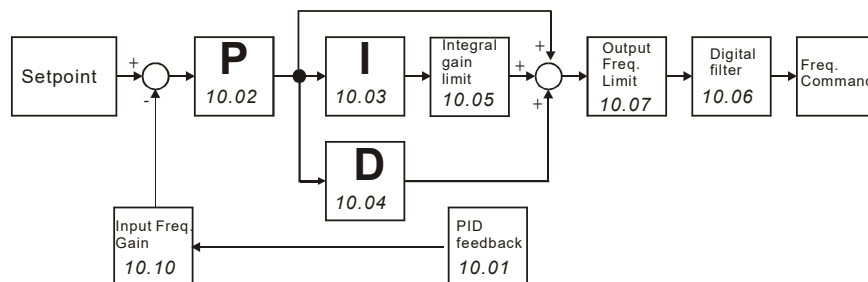 Setpoint
+
-
P
10.02
I
10.03
Integral
gain
limit
10.05
+
+
+
Output
Freq.
Limit
10.07
Digital
filter
10.06
Freq.
Command
D
10.04
Input Freq.
Gain
10.10
PID
feedback
10.01